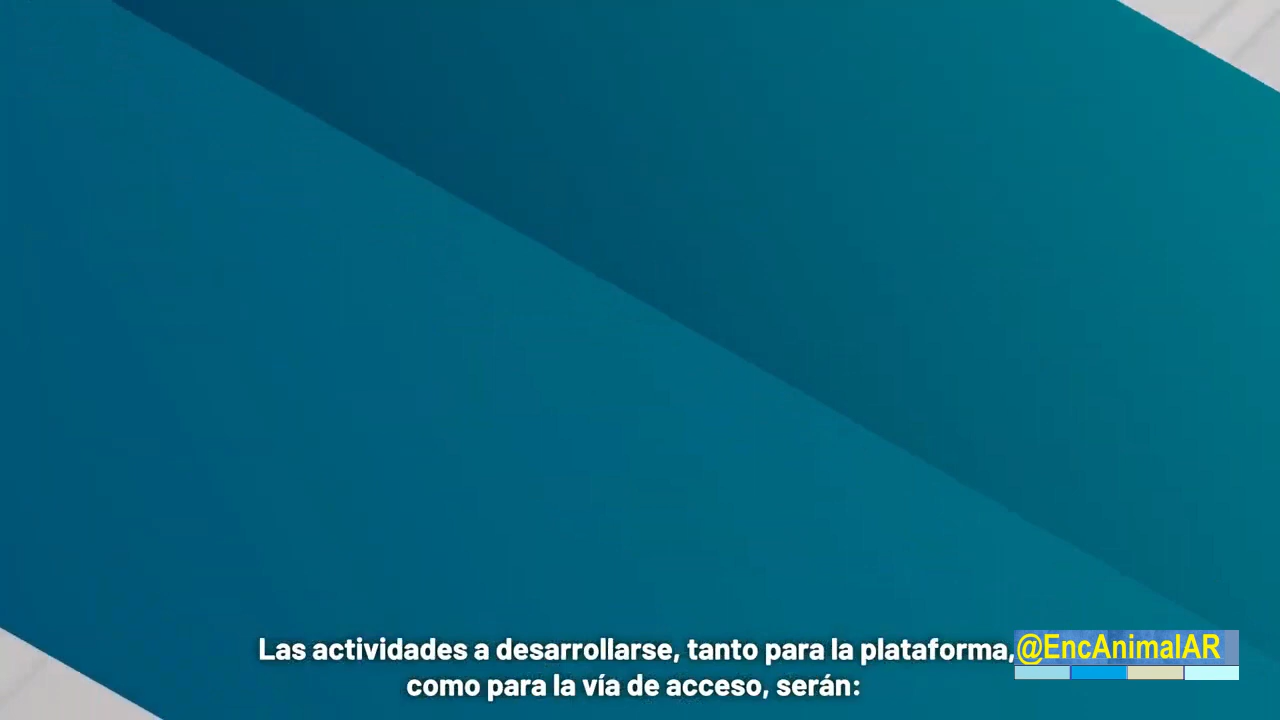 Las actividades a desarrollarse, tanto para la plataforma,
como para la vía de acceso, serán:
@EncAnimalAR